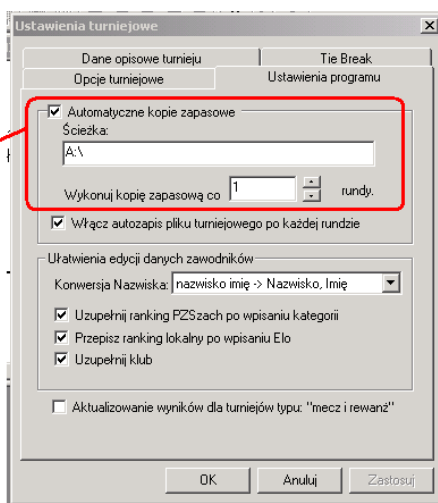 Ustawienia turniejowe
Dane opisowe turnieju
Tie Break
Opcje turniejowe
Ustawienia programu
Automatyczne kopie zapasowe
Ścieżka:
A:\
Wykonuj kopię zapasową co 1 rundy.
Włącz autozapis pliku turniejowego po każdej rundzie
Ułatwienia edycji danych zawodników
Konwersja Nazwiska: nazwisko imię -> Nazwisko, Imię
Uzupełnij ranking PZSzach po wpisaniu kategorii
Przepisz ranking lokalny po wpisaniu Elo
Uzupełnij klub
Aktualizowanie wyników dla turniejów typu: "mecz i rewanż"
OK Anuluj Zastosuj